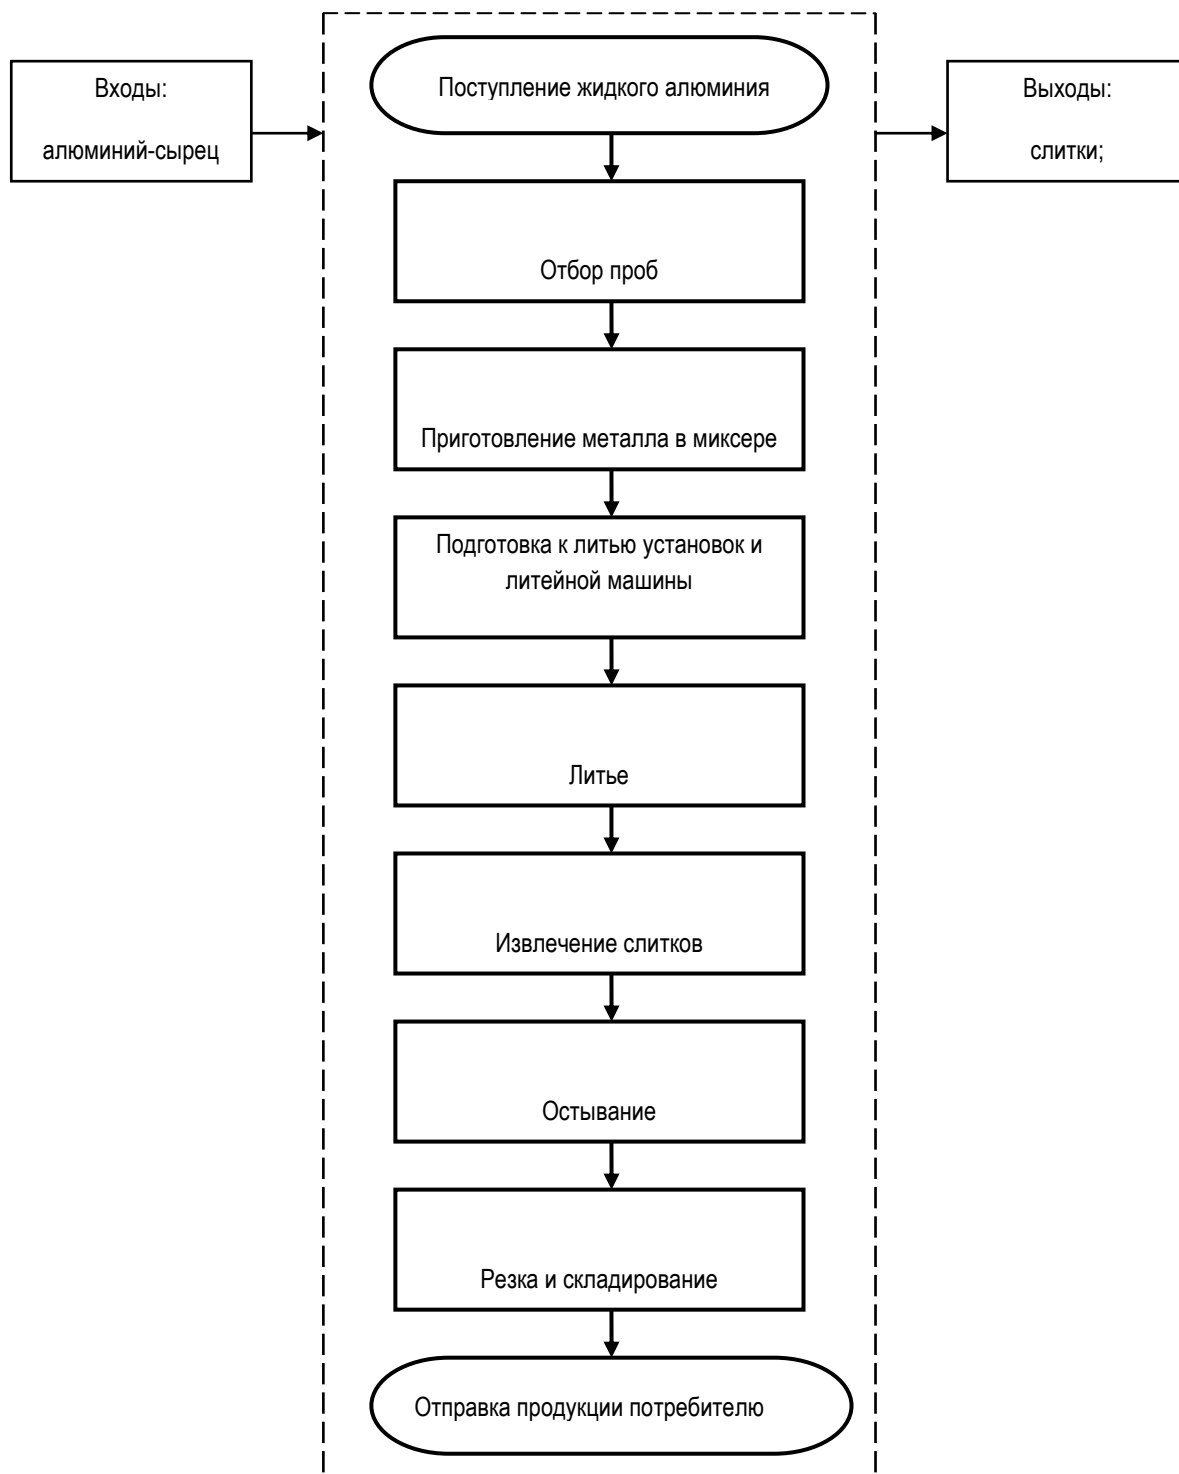 Входы:
алюминий-сырец
Поступление жидкого алюминия
Выходы:
слитки;
Отбор проб
Приготовление металла в миксере
Подготовка к литью установок и
литейной машины
Литье
Извлечение слитков
Остывание
Резка и складирование
Отправка продукции потребителю